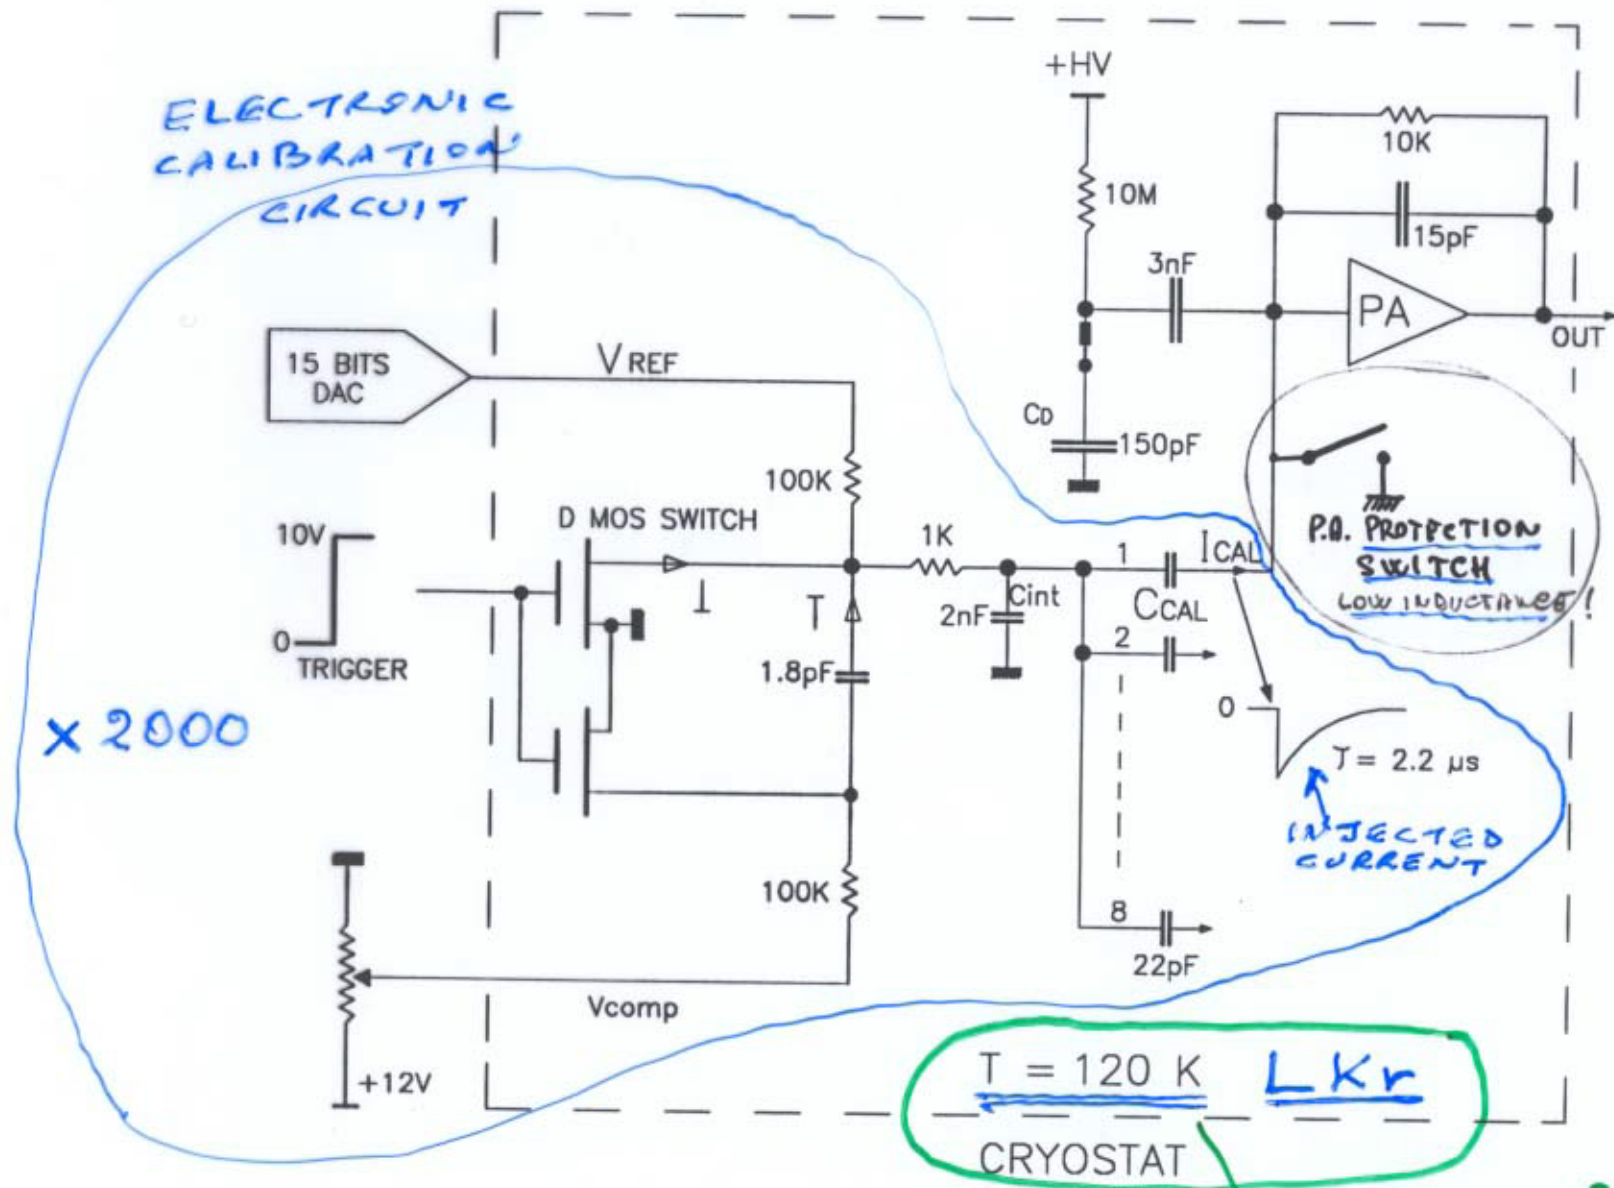 ELECTRONIC
CALIBRATION
CIRCUIT
+HV
10M
10K
15pF
3nF
PA
OUT
15 BITS
DAC
V REF
CD
150pF
100K
P.A. PROTECTION
SWITCH
LOW INDUCTANCE!
10V
0
TRIGGER
D MOS SWITCH
1K
1
ICAL
Cint
2nF
CCAL
2
1.8pF
x 2000
0
T = 2.2 µs
INJECTED
CURRENT
100K
8
22pF
Vcomp
+12V
T = 120 K LKr
CRYOSTAT